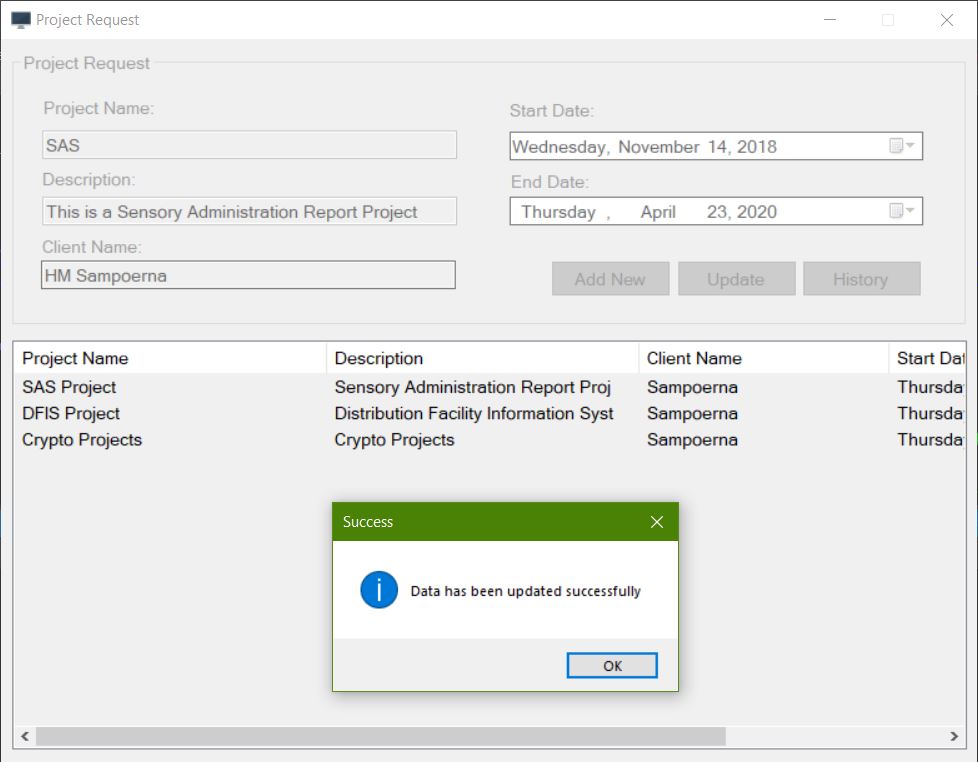 Project Request
Project Request
Project Name:
SAS
Description:
This is a Sensory Administration Report Project
Client Name:
HM Sampoerna
Start Date:
Wednesday, November 14, 2018
End Date:
Thursday , April 23, 2020
Add New Update History
Project Name Description Client Name Start Dat
SAS Project Sensory Administration Report Proj Sampoerna Thursda
DFIS Project Distribution Facility Information Syst Sampoerna Thursda
Crypto Projects Crypto Projects Sampoerna Thursda
Success
Data has been updated successfully
OK